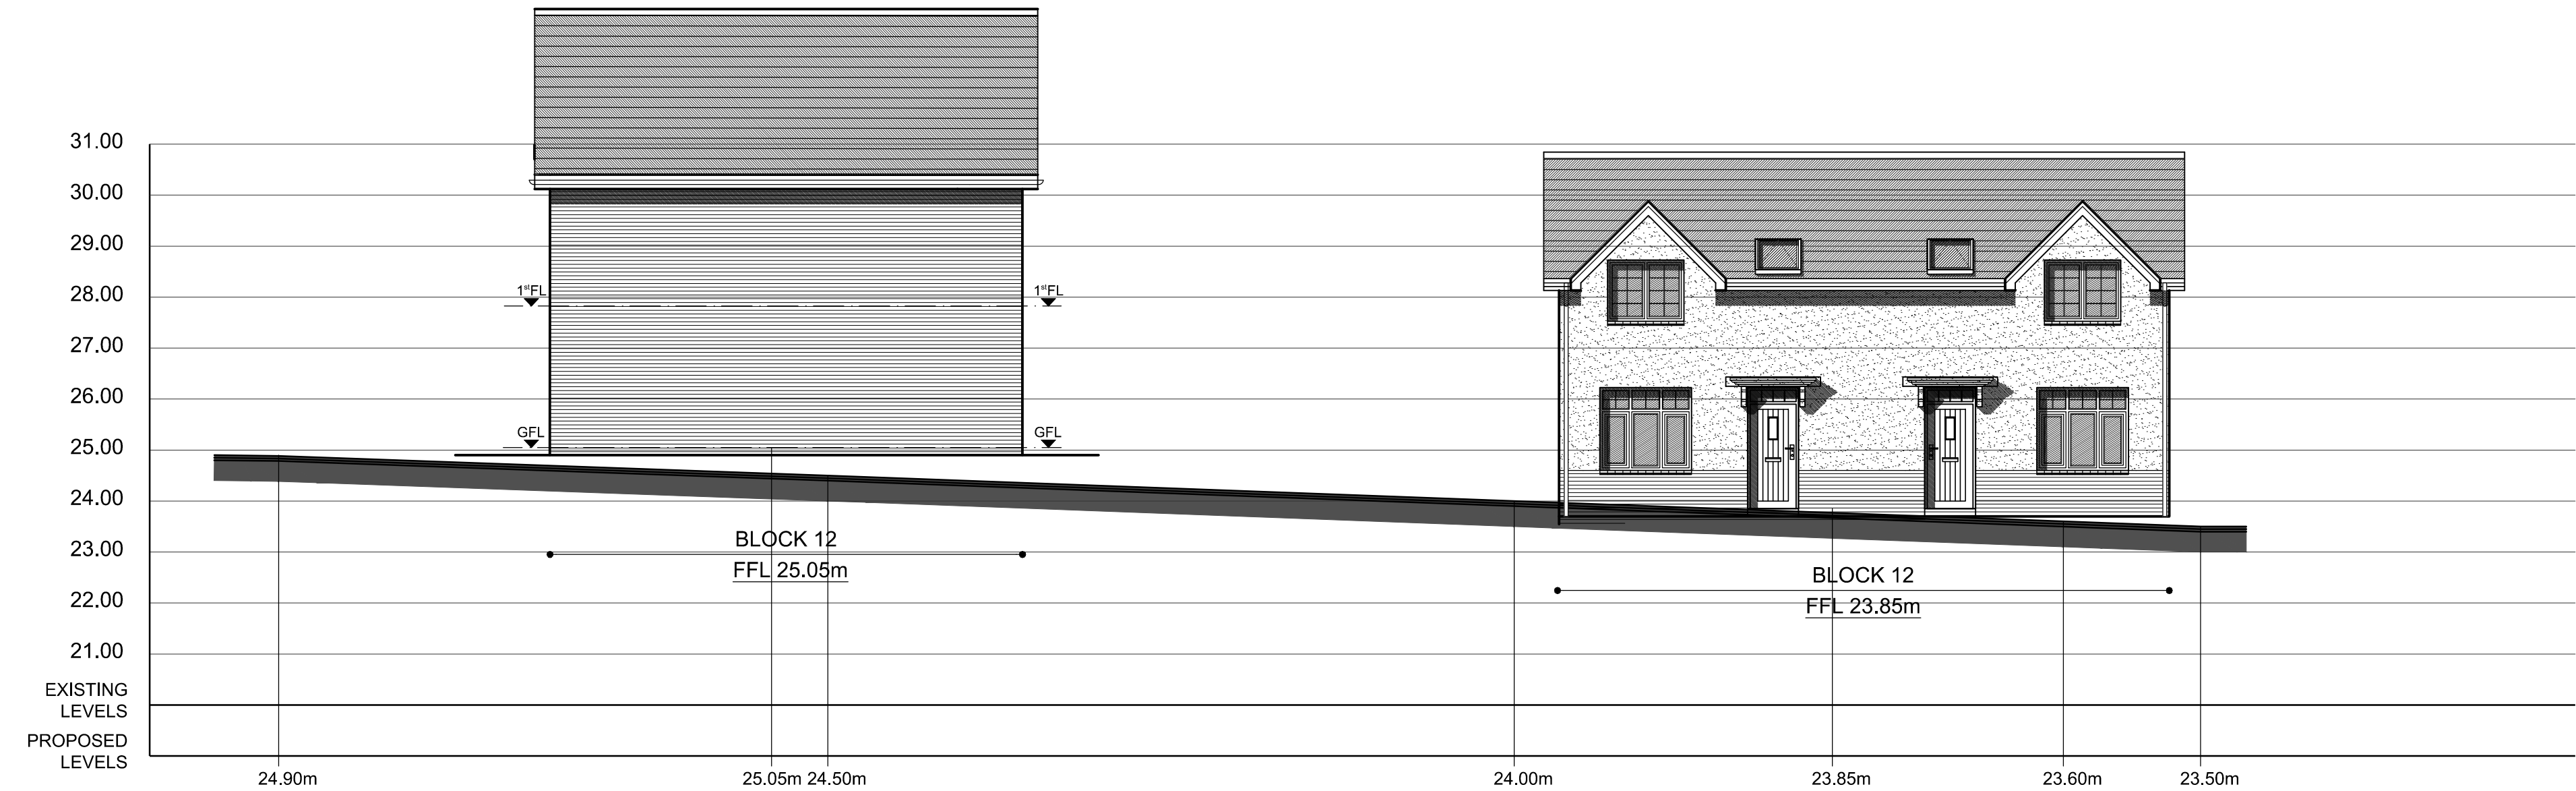 31.00
30.00
29.00
28.00
27.00
26.00
25.00
24.00
23.00
22.00
21.00
EXISTING
LEVELS
PROPOSED
LEVELS
1stFL
1stFL
GFL
GFL
BLOCK 12
FFL 25.05m
BLOCK 12
FFL 23.85m
24.90m
25.05m
24.50m
24.00m
23.85m
23.60m
23.50m